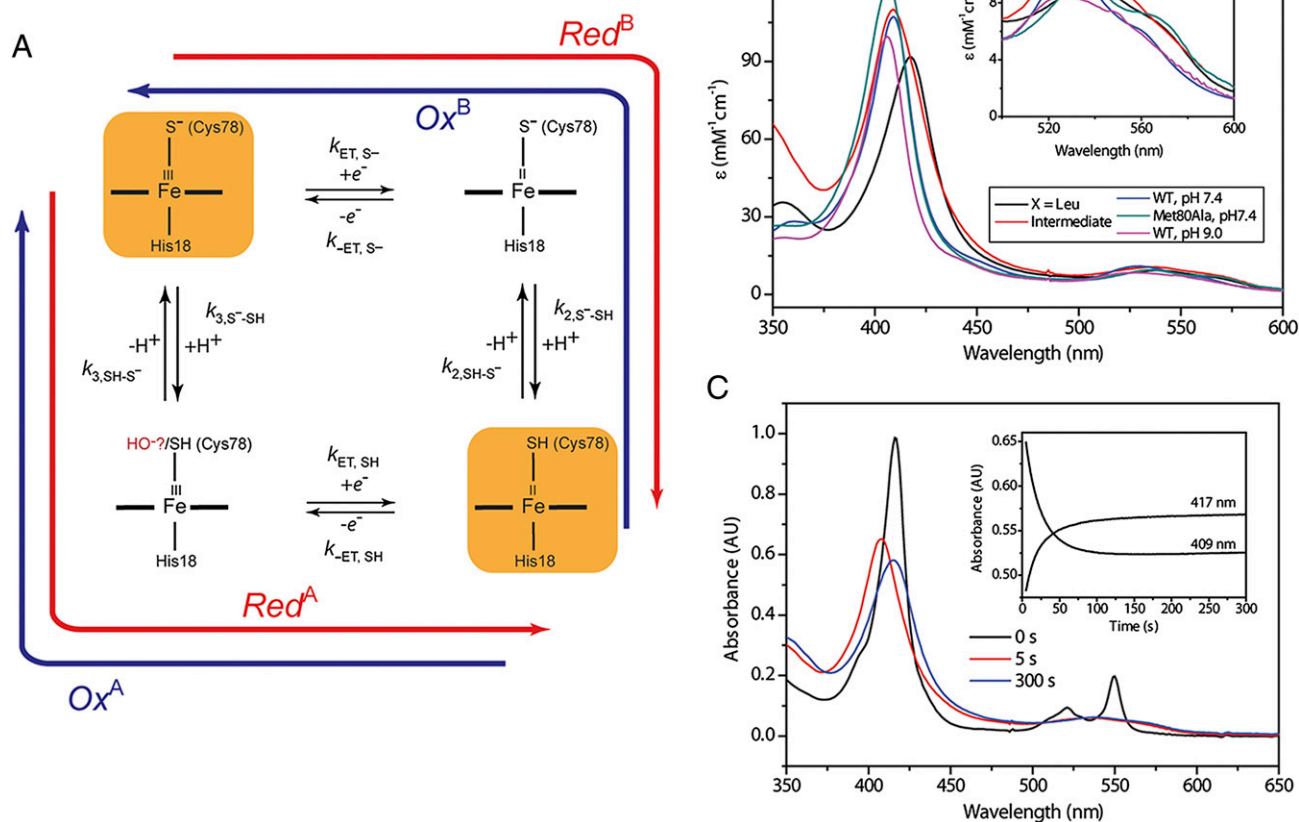 A
Red^B
Ox^B
S⁻ (Cys78)
III
Fe
His18
k_ET, S–
+e⁻
-e⁻
k_-ET, S–
S⁻ (Cys78)
II
Fe
His18
k_3,S⁻-SH
-H⁺ +H⁺
k_3,SH-S⁻
k_2,S⁻-SH
-H⁺ +H⁺
k_2,SH-S⁻
HO⁻?/SH (Cys78)
III
Fe
His18
k_ET, SH
+e⁻
-e⁻
k_-ET, SH
SH (Cys78)
II
Fe
His18
Red^A
Ox^A
ε (mM⁻¹cm⁻¹)
90
60
30
0
350 400 450 500 550 600
Wavelength (nm)
ε (mM⁻¹cm⁻¹)
8
4
0
520 560 600
Wavelength (nm)
X = Leu
Intermediate
WT, pH 7.4
Met80Ala, pH7.4
WT, pH 9.0
C
Absorbance (AU)
1.0
0.8
0.6
0.4
0.2
0.0
350 400 450 500 550 600 650
Wavelength (nm)
0 s
5 s
300 s
Absorbance (AU)
0.65
0.60
0.55
0.50
417 nm
409 nm
0 50 100 150 200 250 300
Time (s)